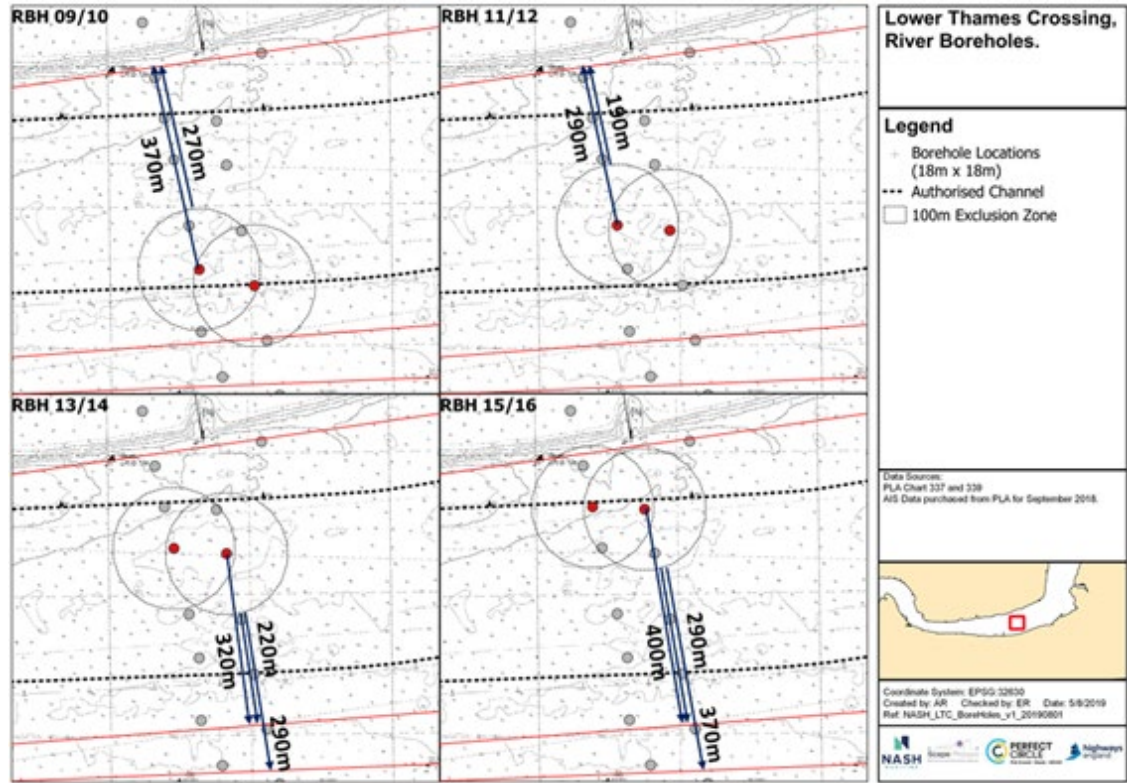 RBH 09/10
270m
370m
RBH 11/12
190m
290m
RBH 13/14
220m
320m
290m
RBH 15/16
290m
400m
370m
Lower Thames Crossing,
River Boreholes.
Legend
Borehole Locations
(18m x 18m)
Authorised Channel
100m Exclusion Zone
Data Sources:
PLA Chart 337 and 339
AIS Data purchased from PLA for September 2018.
Coordinate System: EPSG:32630
Created by: AR Checked by: ER Date: 5/8/2019
Ref: NASH_LTC_BoreHoles_v1_20190801
NASH
MARITIME
Scape
PERFECT
CIRCLE
highways
england